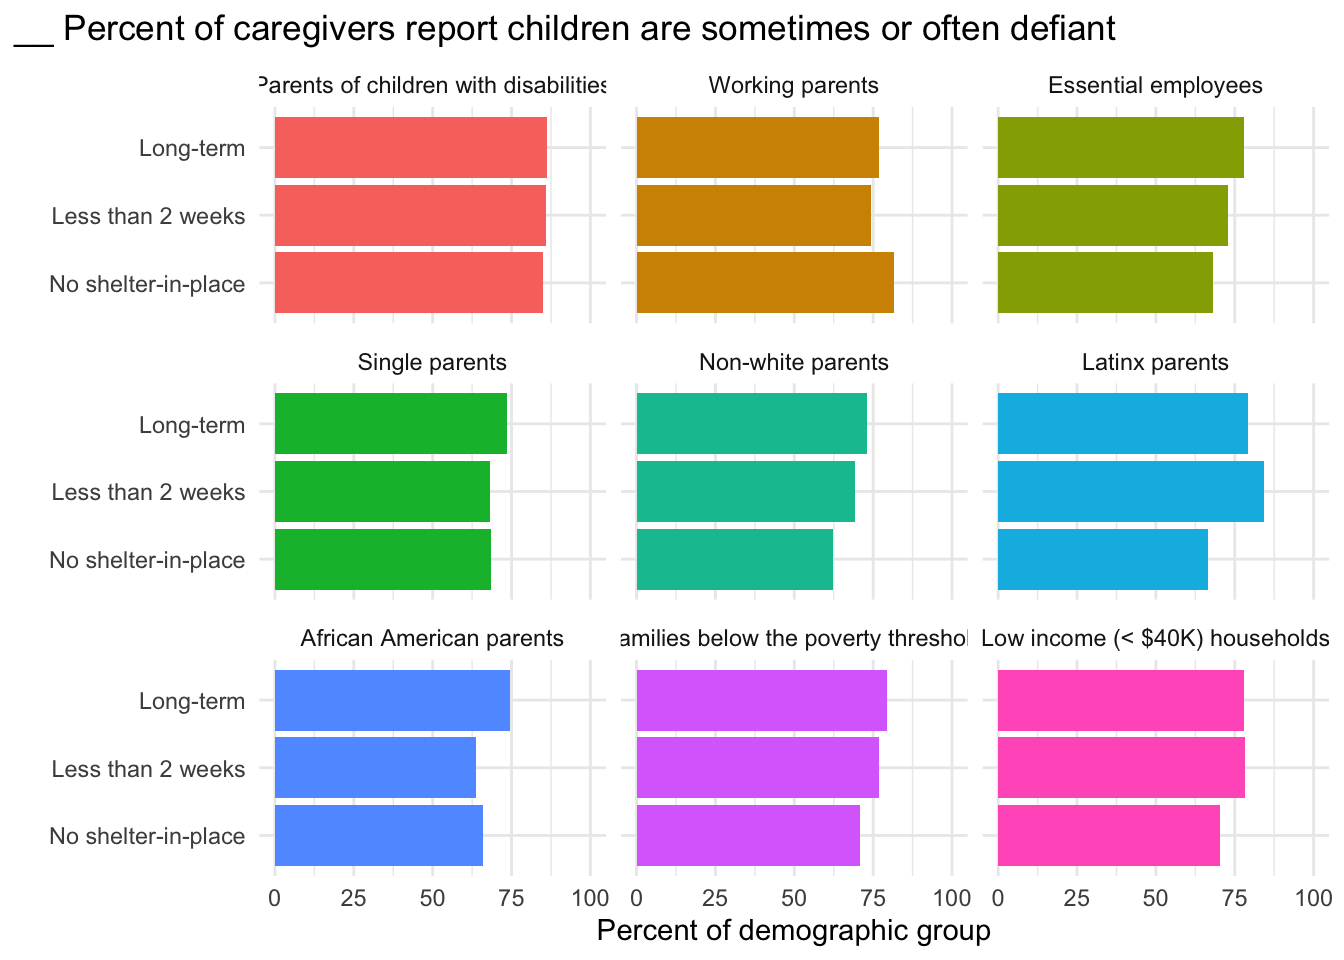 __ Percent of caregivers report children are sometimes or often defiant
Parents of children with disabilities
Working parents
Essential employees
Long-term
Less than 2 weeks
No shelter-in-place
Single parents
Non-white parents
Latinx parents
Long-term
Less than 2 weeks
No shelter-in-place
African American parents
amilies below the poverty threshol
Low income (< $40K) households
Long-term
Less than 2 weeks
No shelter-in-place
0 25 50 75 100
0 25 50 75 100
0 25 50 75 100
Percent of demographic group